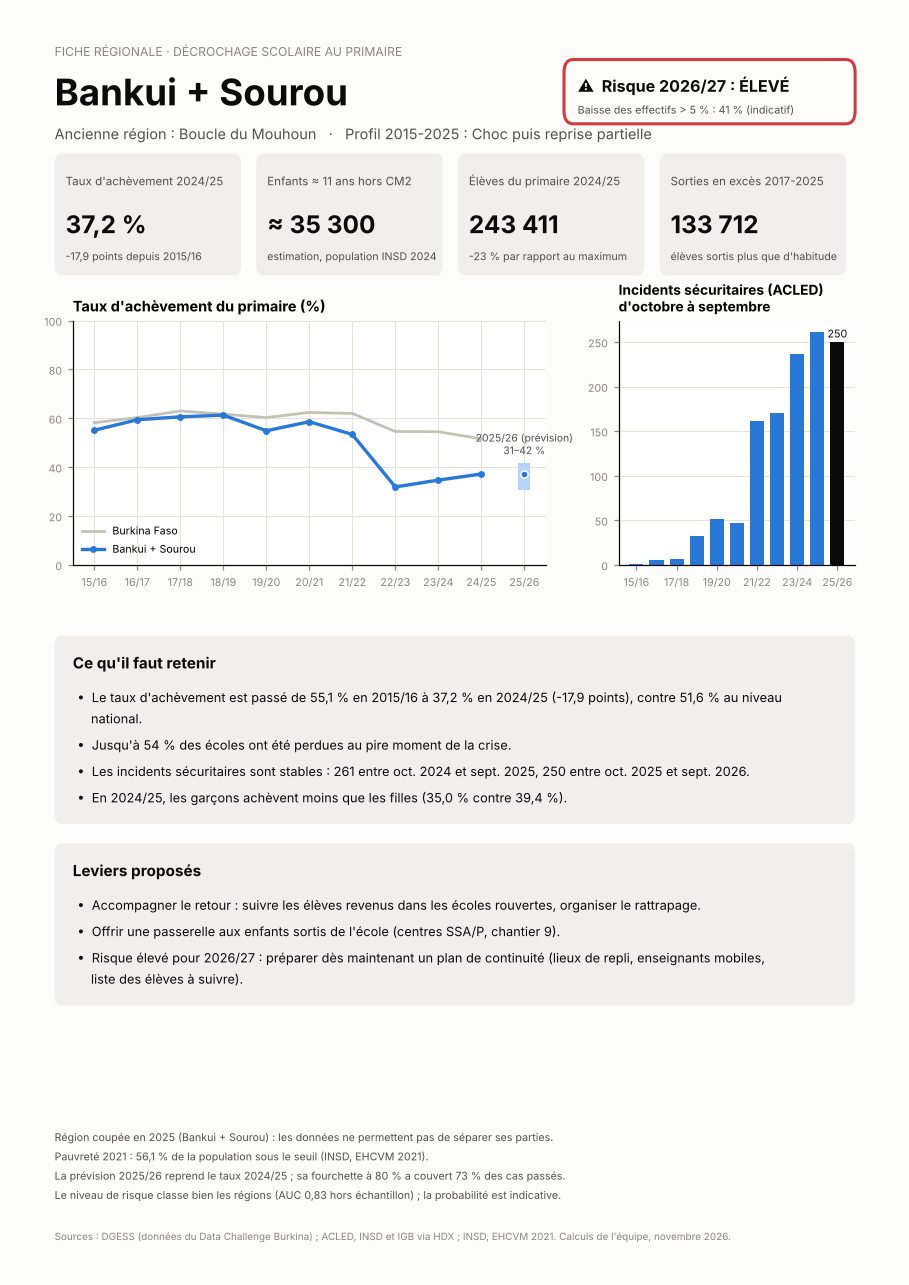 FICHE RÉGIONALE · DÉCROCHAGE SCOLAIRE AU PRIMAIRE
Bankui + Sourou
⚠ Risque 2026/27 : ÉLEVÉ
Baisse des effectifs > 5 % : 41 % (indicatif)
Ancienne région : Boucle du Mouhoun · Profil 2015-2025 : Choc puis reprise partielle
Taux d'achèvement 2024/25
37,2 %
-17,9 points depuis 2015/16
Enfants ≈ 11 ans hors CM2
≈ 35 300
estimation, population INSD 2024
Élèves du primaire 2024/25
243 411
-23 % par rapport au maximum
Sorties en excès 2017-2025
133 712
élèves sortis plus que d'habitude
Taux d'achèvement du primaire (%)
100
80
60
40
20
0
2025/26 (prévision)
31–42 %
Burkina Faso
Bankui + Sourou
15/16 16/17 17/18 18/19 19/20 20/21 21/22 22/23 23/24 24/25 25/26
Incidents sécuritaires (ACLED)
d'octobre à septembre
250
250
200
150
100
50
0
15/16 17/18 19/20 21/22 23/24 25/26
Ce qu'il faut retenir
• Le taux d'achèvement est passé de 55,1 % en 2015/16 à 37,2 % en 2024/25 (-17,9 points), contre 51,6 % au niveau
national.
• Jusqu'à 54 % des écoles ont été perdues au pire moment de la crise.
• Les incidents sécuritaires sont stables : 261 entre oct. 2024 et sept. 2025, 250 entre oct. 2025 et sept. 2026.
• En 2024/25, les garçons achèvent moins que les filles (35,0 % contre 39,4 %).
Leviers proposés
• Accompagner le retour : suivre les élèves revenus dans les écoles rouvertes, organiser le rattrapage.
• Offrir une passerelle aux enfants sortis de l'école (centres SSA/P, chantier 9).
• Risque élevé pour 2026/27 : préparer dès maintenant un plan de continuité (lieux de repli, enseignants mobiles,
liste des élèves à suivre).
Région coupée en 2025 (Bankui + Sourou) : les données ne permettent pas de séparer ses parties.
Pauvreté 2021 : 56,1 % de la population sous le seuil (INSD, EHCVM 2021).
La prévision 2025/26 reprend le taux 2024/25 ; sa fourchette à 80 % a couvert 73 % des cas passés.
Le niveau de risque classe bien les régions (AUC 0,83 hors échantillon) ; la probabilité est indicative.
Sources : DGESS (données du Data Challenge Burkina) ; ACLED, INSD et IGB via HDX ; INSD, EHCVM 2021. Calculs de l'équipe, novembre 2026.